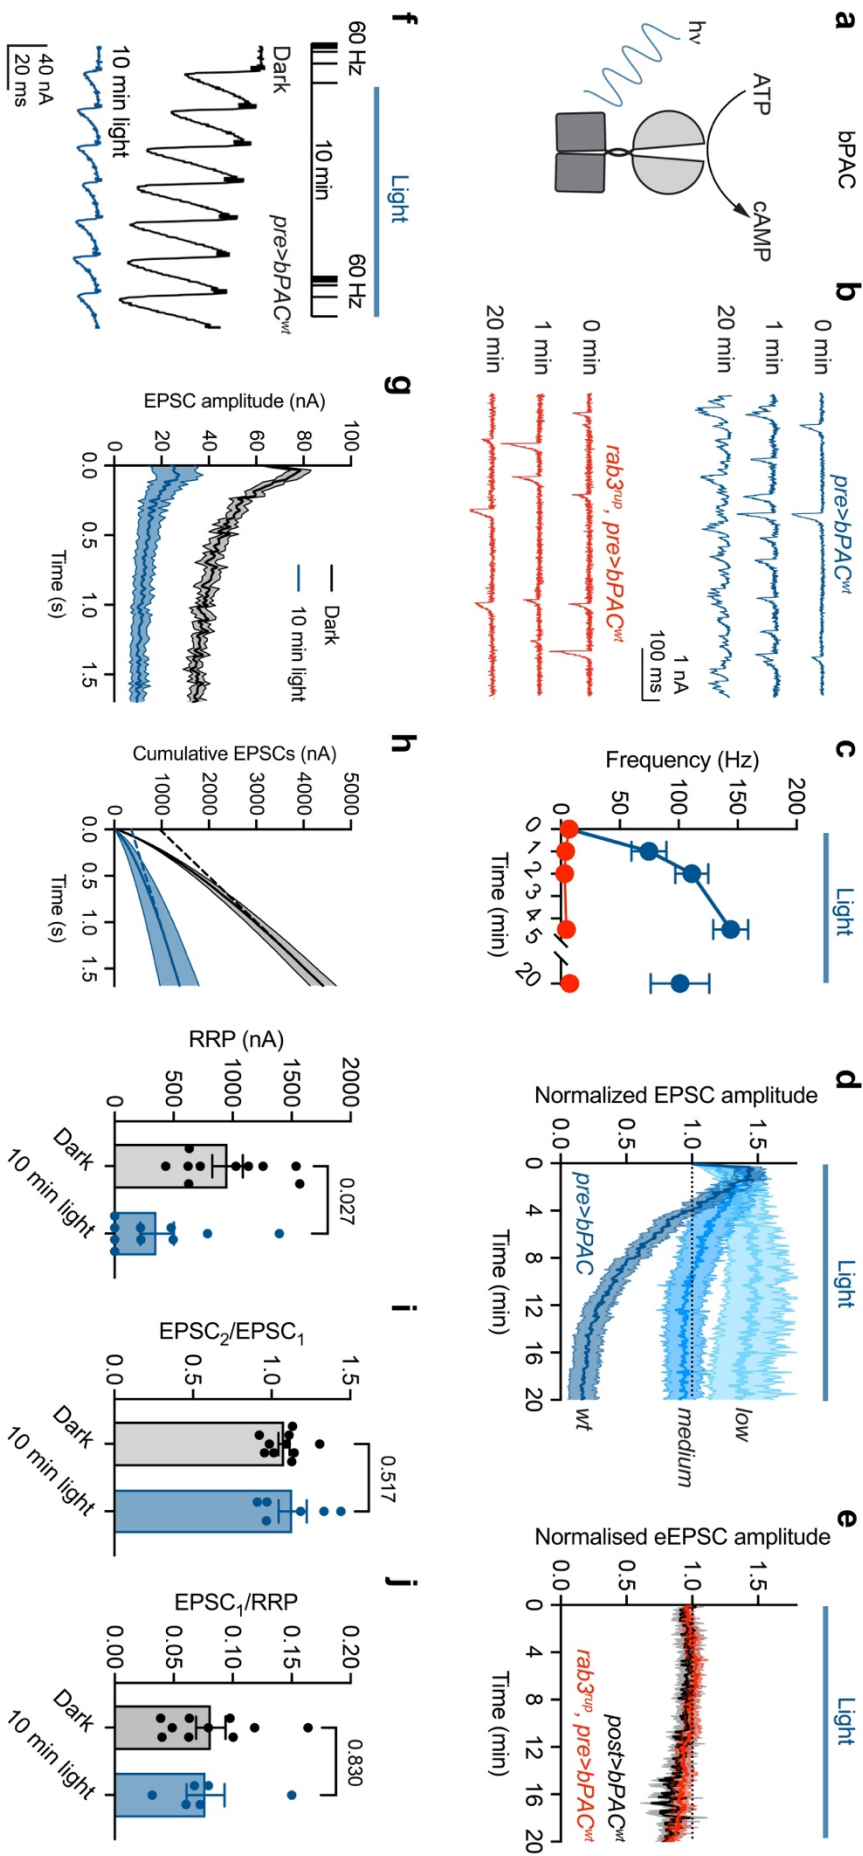 a
bPAC
hν
ATP
cAMP
b
pre>bPACwt
0 min
1 min
20 min
rab3rup, pre>bPACwt
0 min
1 min
20 min
1 nA
100 ms
c
Light
Frequency (Hz)
200
150
100
50
0
0 1 2 3 4 5 20
Time (min)
d
Light
Normalized EPSC amplitude
1.5
1.0
0.5
0.0
low
medium
wt
pre>bPAC
0 4 8 12 16 20
Time (min)
e
Light
Normalised eEPSC amplitude
1.5
1.0
0.5
0.0
post>bPACwt
rab3rup, pre>bPACwt
0 4 8 12 16 20
Time (min)
f
Light
60 Hz
60 Hz
10 min
pre>bPACwt
Dark
10 min light
40 nA
20 ms
g
EPSC amplitude (nA)
100
80
60
40
20
0
Dark
10 min light
0.0 0.5 1.0 1.5
Time (s)
h
Cumulative EPSCs (nA)
5000
4000
3000
2000
1000
0
0.0 0.5 1.0 1.5
Time (s)
RRP (nA)
2000
1500
1000
500
0
0.027
Dark
10 min light
i
EPSC2/EPSC1
1.5
1.0
0.5
0.0
0.517
Dark
10 min light
j
EPSC1/RRP
0.20
0.15
0.10
0.05
0.00
0.830
Dark
10 min light